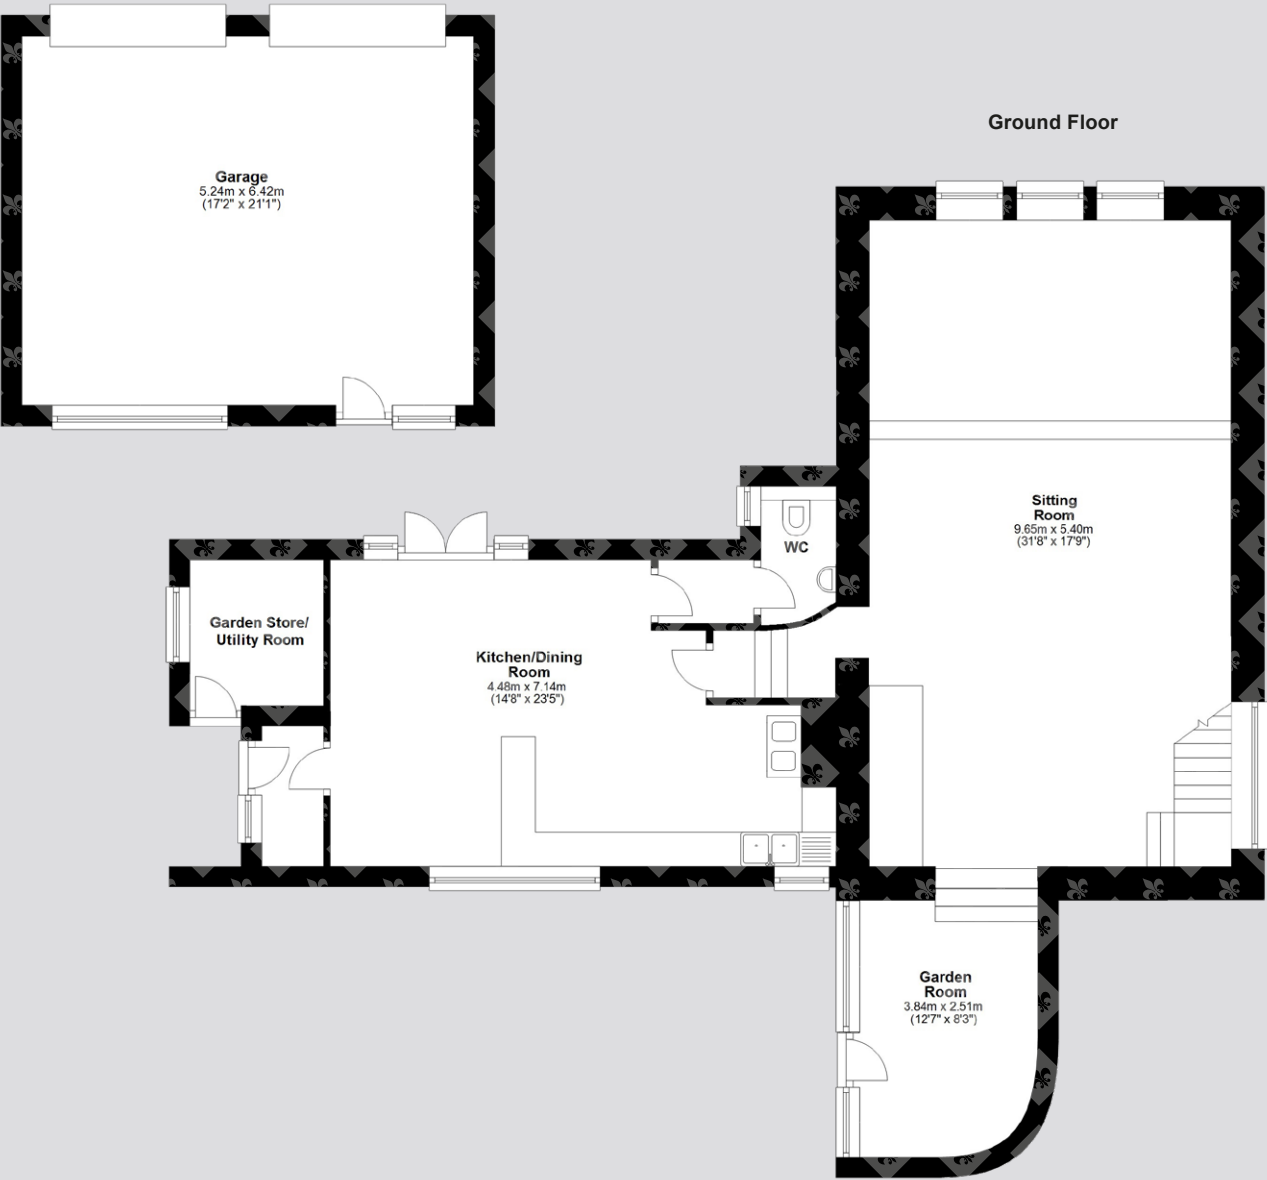 Garage
5.24m x 6.42m
(17'2" x 21'1")
Ground Floor
Sitting
Room
9.65m x 5.40m
(31'8" x 17'9")
WC
Garden Store/
Utility Room
Kitchen/Dining
Room
4.48m x 7.14m
(14'8" x 23'5")
Garden
Room
3.84m x 2.51m
(12'7" x 8'3")